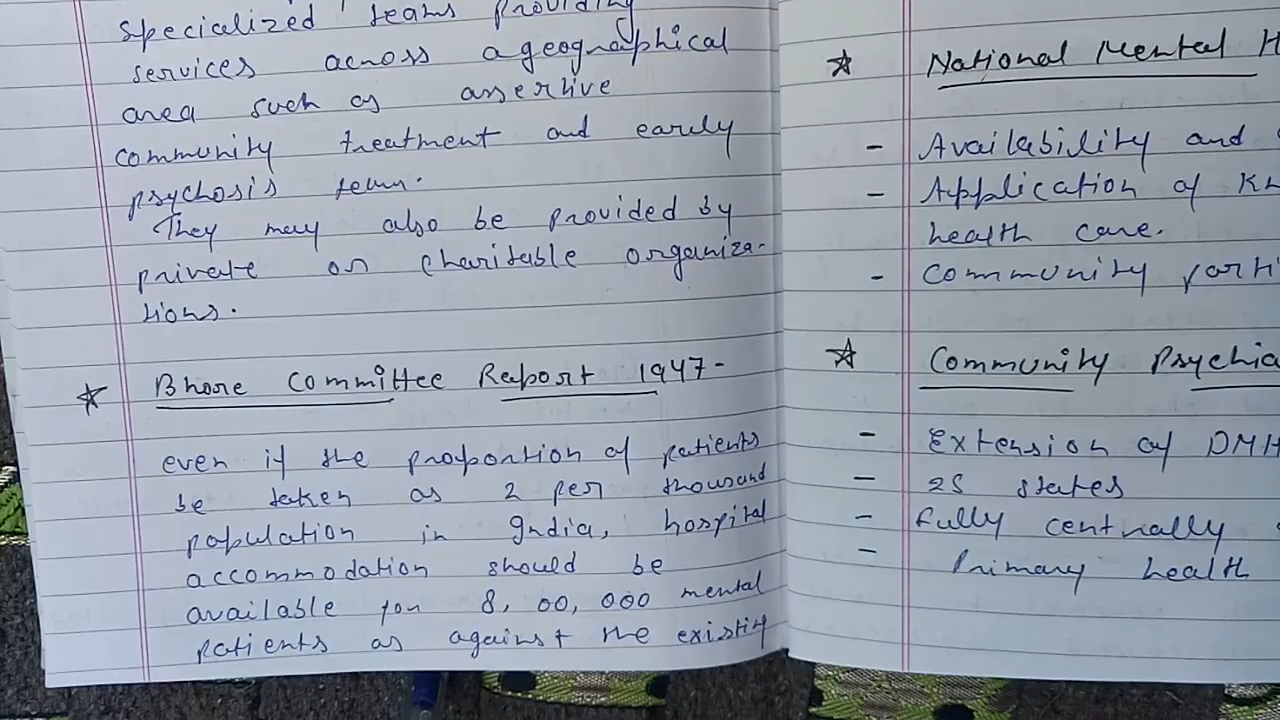 specialized teams providing
services across a geographical
area such as assertive
community treatment and early
psychosis team.
They may also be provided by
private or charitable organiza-
tions.
Bhore Committee Report 1947-
even if the proportion of patients
be taken as 2 per thousand
population in India, hospital
accommodation should be
available for 8,00,000 mental
patients as against the existing
National Mental H
- Availability and
- Application of Kn
health care.
- Community parti
Community Psychia
- Extension of DMH
- 25 states
- Fully centrally
- Primary health